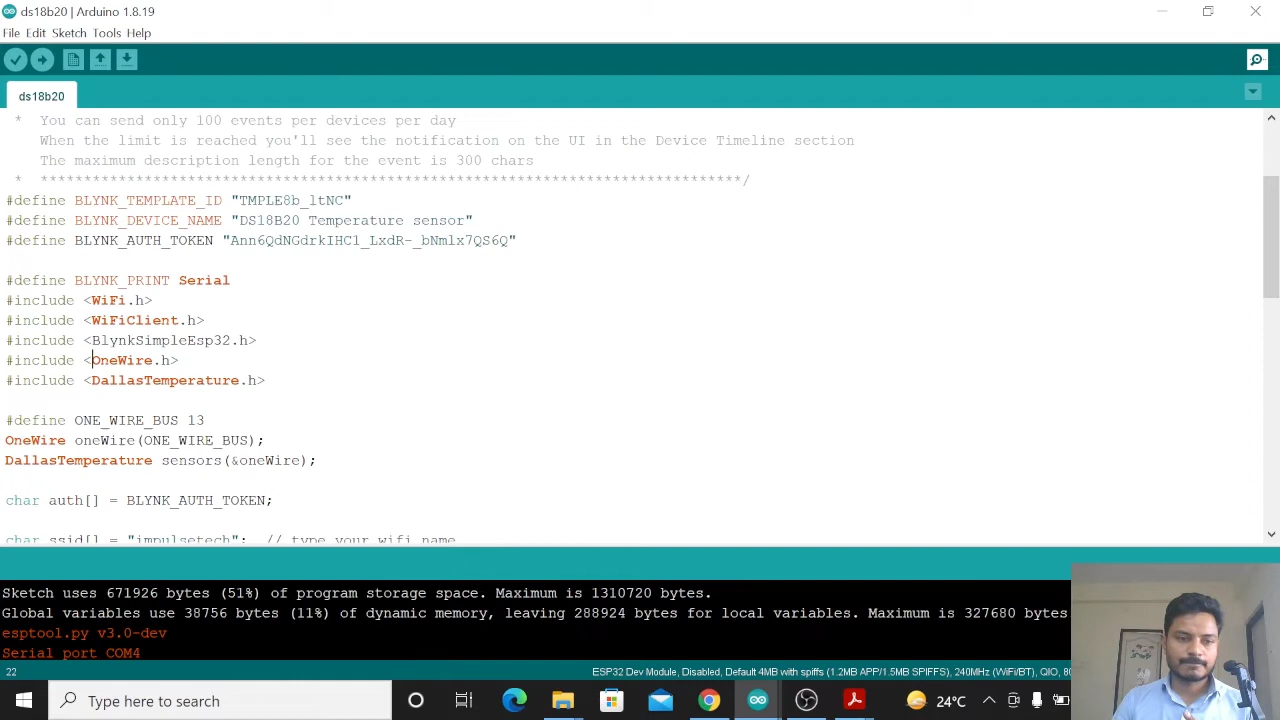 ds18b20 | Arduino 1.8.19
File Edit Sketch Tools Help
ds18b20
* You can send only 100 events per devices per day
When the limit is reached you'll see the notification on the UI in the Device Timeline section
The maximum description length for the event is 300 chars
* *********************************************************************************/
#define BLYNK_TEMPLATE_ID "TMPLE8b_ltNC"
#define BLYNK_DEVICE_NAME "DS18B20 Temperature sensor"
#define BLYNK_AUTH_TOKEN "Ann6QdNGdrkIHC1_LxdR-_bNmlx7QS6Q"
#define BLYNK_PRINT Serial
#include <WiFi.h>
#include <WiFiClient.h>
#include <BlynkSimpleEsp32.h>
#include <OneWire.h>
#include <DallasTemperature.h>
#define ONE_WIRE_BUS 13
OneWire oneWire(ONE_WIRE_BUS);
DallasTemperature sensors(&oneWire);
char auth[] = BLYNK_AUTH_TOKEN;
char ssid[] = "impulsetech"; // type your wifi name
Sketch uses 671926 bytes (51%) of program storage space. Maximum is 1310720 bytes.
Global variables use 38756 bytes (11%) of dynamic memory, leaving 288924 bytes for local variables. Maximum is 327680 bytes
esptool.py v3.0-dev
Serial port COM4
22
ESP32 Dev Module, Disabled, Default 4MB with spiffs (1.2MB APP/1.5MB SPIFFS), 240MHz (WiFi/BT), QIO, 80
Type here to search
24°C